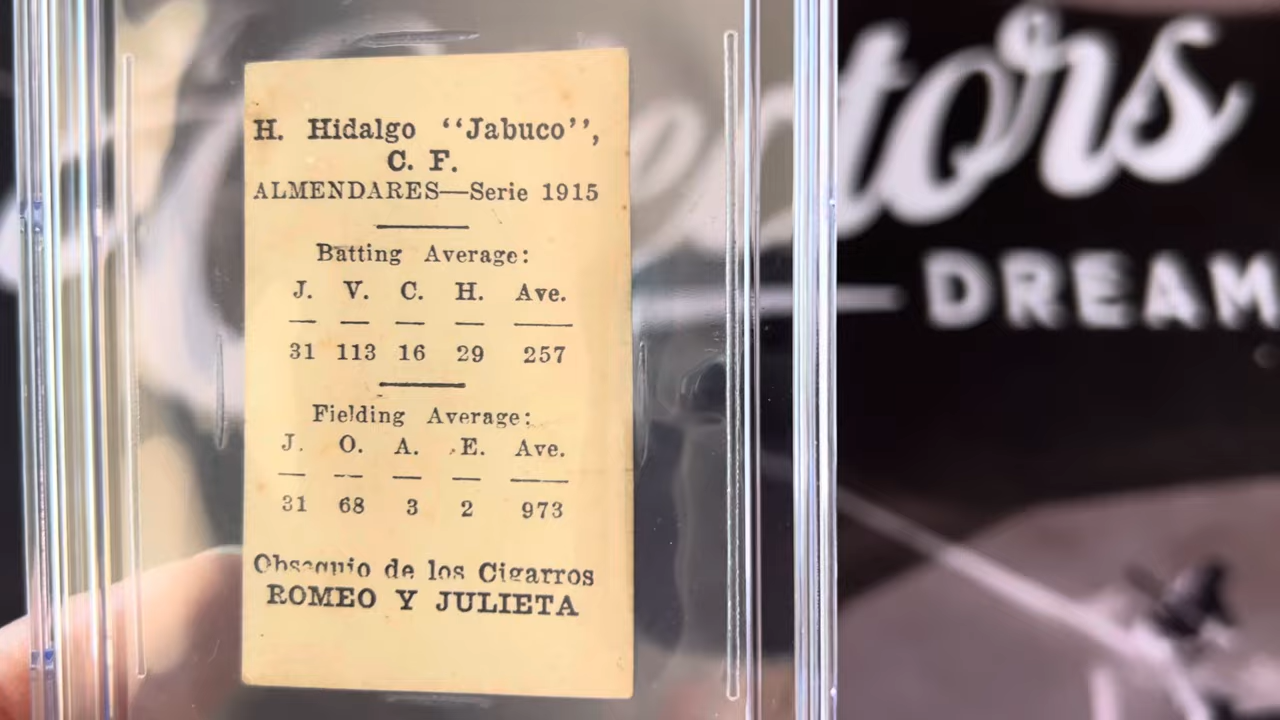 H. Hidalgo “Jabuco”,
C. F.
ALMENDARES—Serie 1915
Batting Average:
J. V. C. H. Ave.
31 113 16 29 257
Fielding Average:
J. O. A. E. Ave.
31 68 3 2 973
Obsequio de los Cigarros
ROMEO Y JULIETA
DREAM